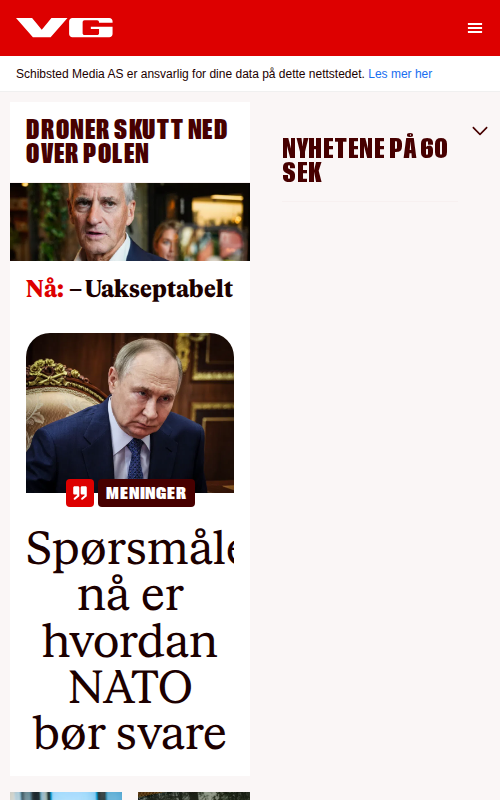 VG
Schibsted Media AS er ansvarlig for dine data på dette nettstedet. Les mer her
DRONER SKUTT NED
OVER POLEN
Nå: – Uakseptabelt
MENINGER
Spørsmåle
nå er
hvordan
NATO
bør svare
NYHETENE PÅ 60
SEK